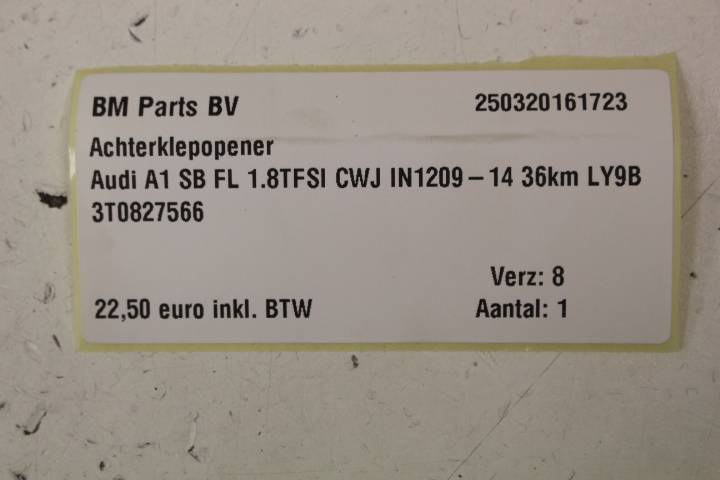 BM Parts BV 250320161723
Achterklepopener
Audi A1 SB FL 1.8TFSI CWJ IN1209-14 36km LY9B
3T0827566
Verz: 8
22,50 euro inkl. BTW Aantal: 1